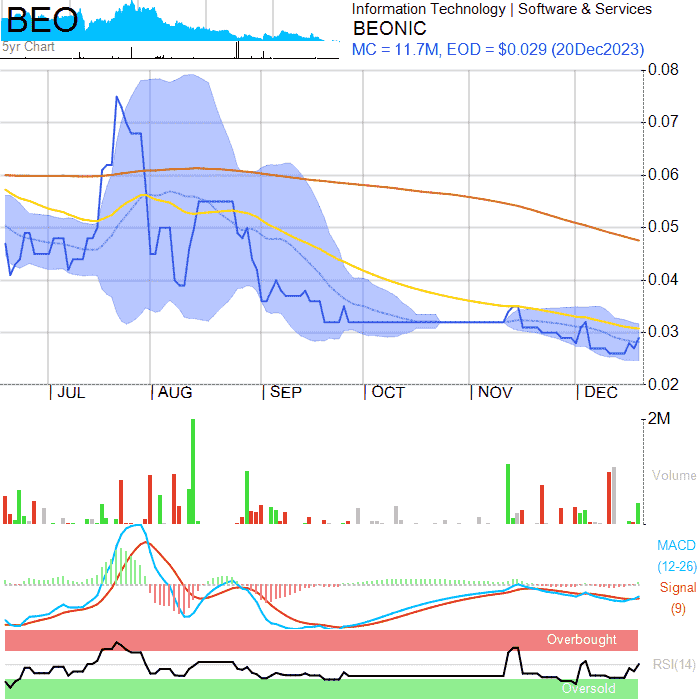 BEO
5yr Chart
Information Technology | Software & Services
BEONIC
MC = 11.7M, EOD = $0.029 (20Dec2023)
0.08
0.07
0.06
0.05
0.04
0.03
0.02
JUL AUG SEP OCT NOV DEC
2M
Volume
MACD
(12-26)
Signal
(9)
Overbought
RSI(14)
Oversold